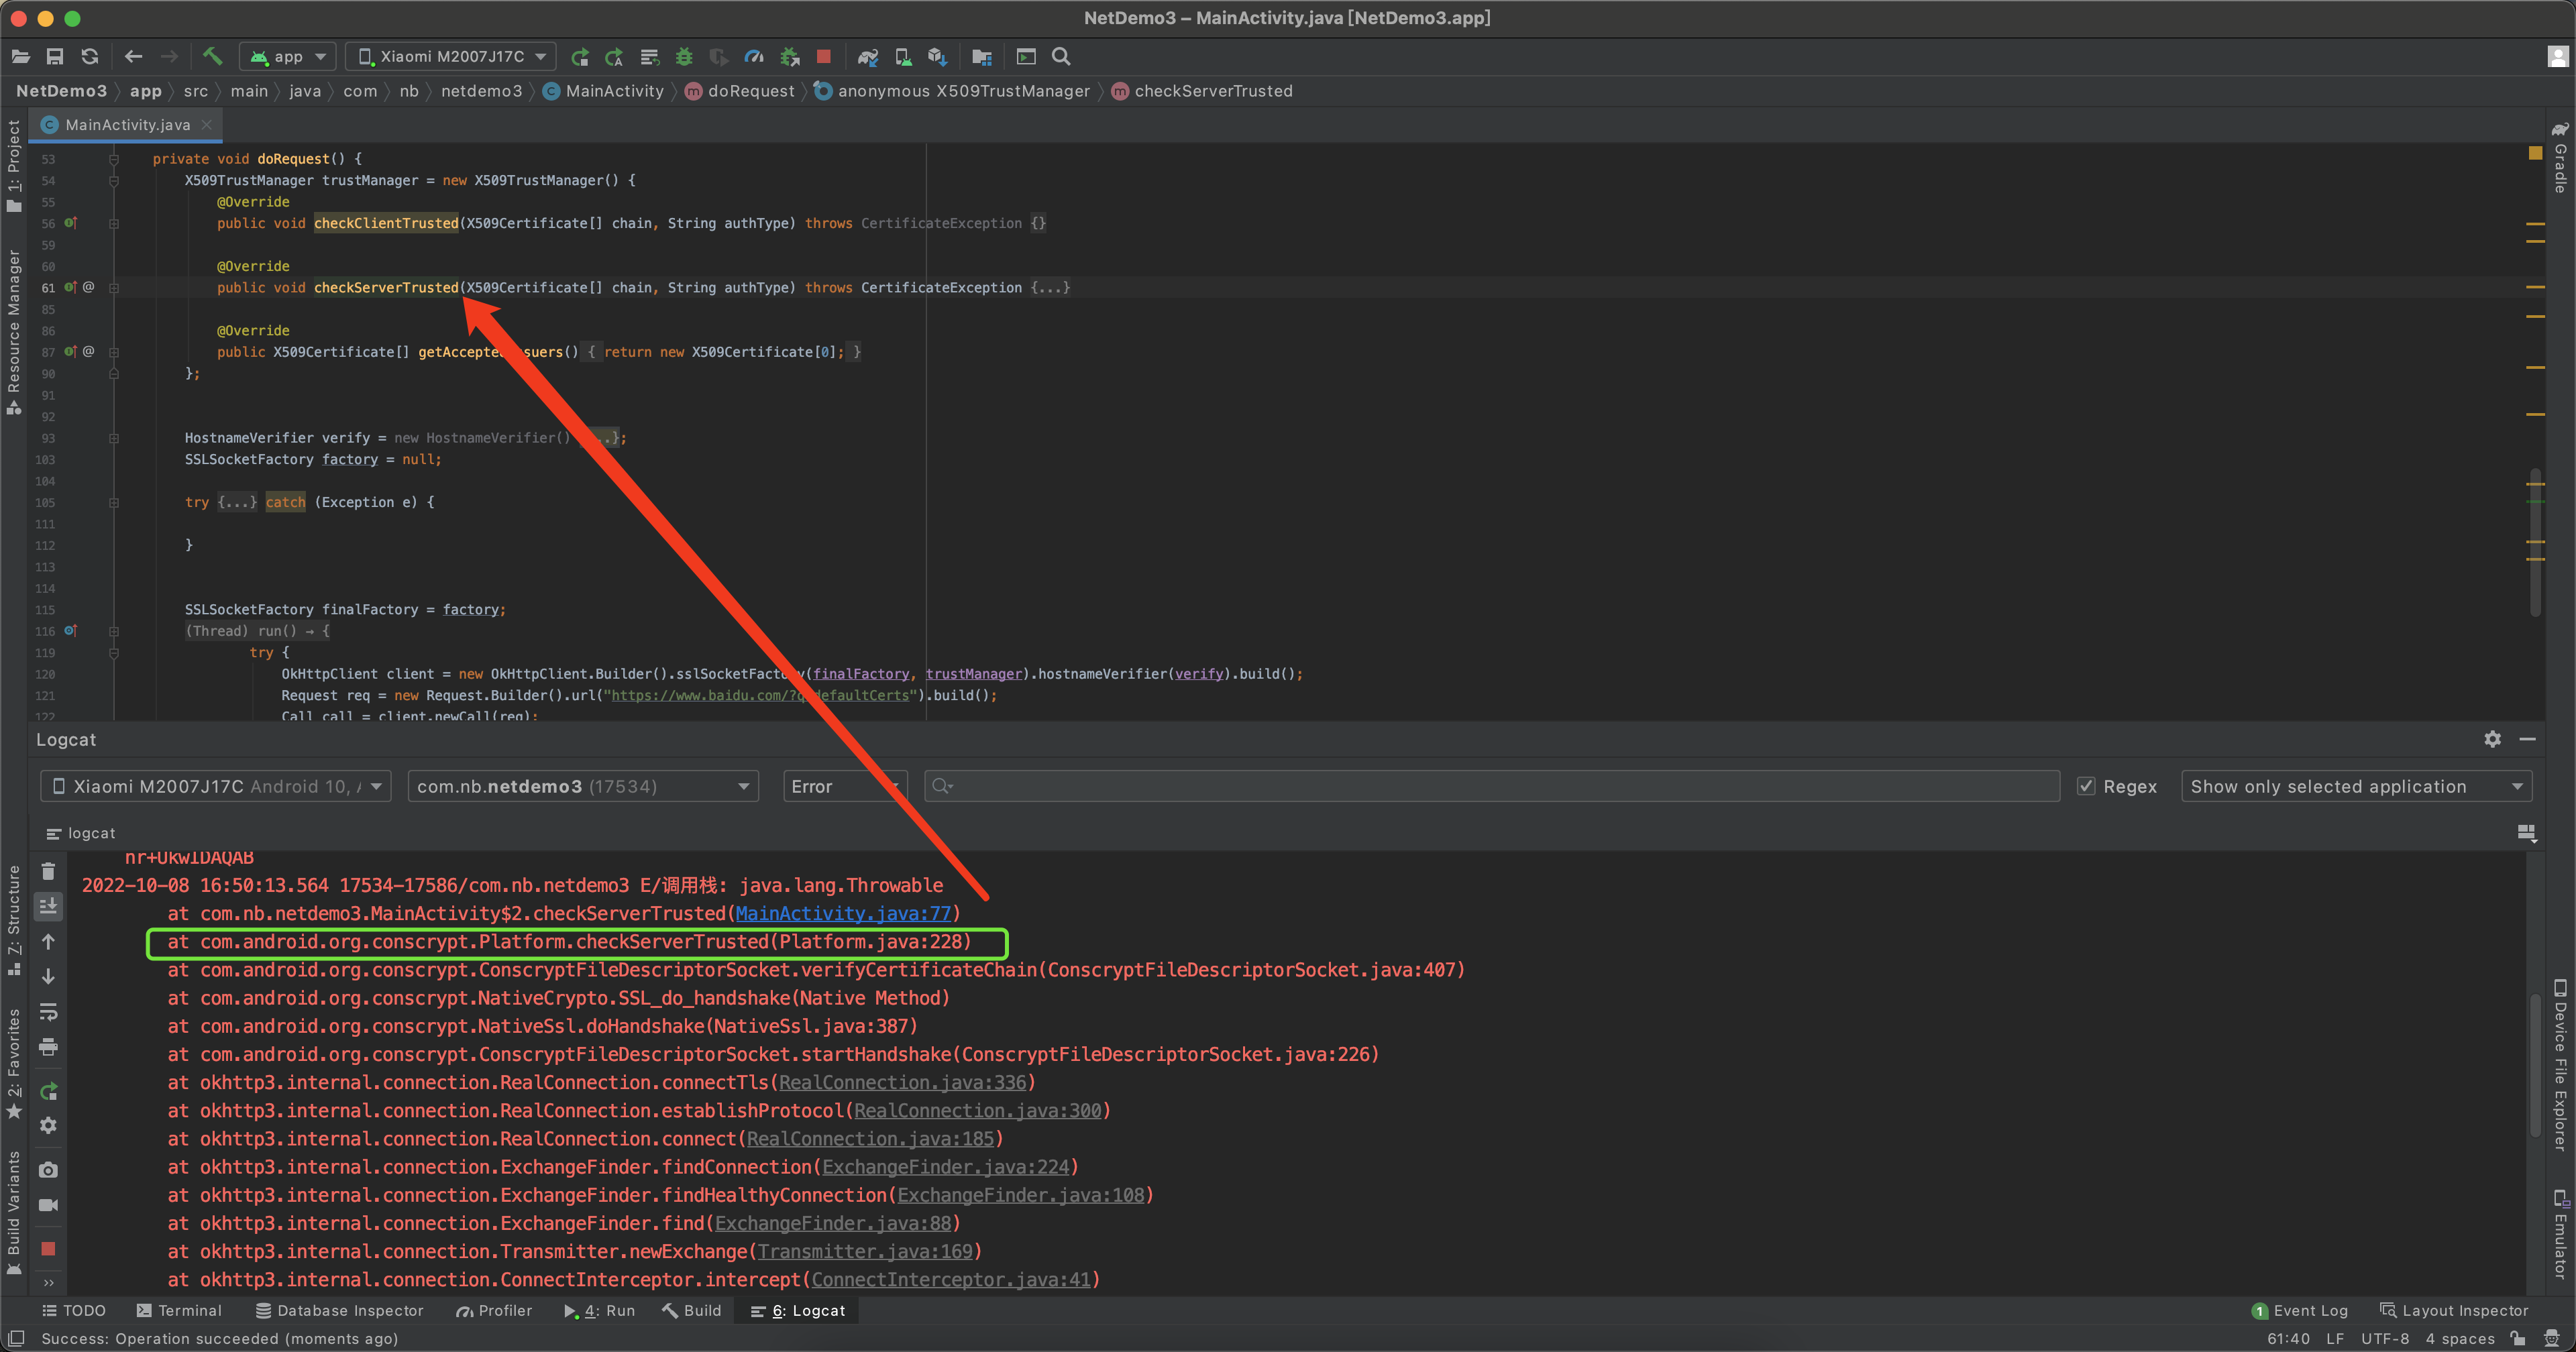 NetDemo3 – MainActivity.java [NetDemo3.app]
app
Xiaomi M2007J17C
NetDemo3 app src main java com nb netdemo3 MainActivity doRequest anonymous X509TrustManager checkServerTrusted
MainActivity.java
1: Project
Resource Manager
Z: Structure
2: Favorites
Build Variants
Gradle
Device File Explorer
Emulator
53 private void doRequest() {
54 X509TrustManager trustManager = new X509TrustManager() {
55 @Override
56 public void checkClientTrusted(X509Certificate[] chain, String authType) throws CertificateException {}
59
60 @Override
61 @ public void checkServerTrusted(X509Certificate[] chain, String authType) throws CertificateException {...}
85
86 @Override
87 @ public X509Certificate[] getAccepte suers() { return new X509Certificate[0]; }
90 };
91
92
93 HostnameVerifier verify = new HostnameVerifier() ..};
103 SSLSocketFactory factory = null;
104
105 try {...} catch (Exception e) {
111
112 }
113
114
115 SSLSocketFactory finalFactory = factory;
116 (Thread) run() → {
119 try {
120 OkHttpClient client = new OkHttpClient.Builder().sslSocketFactory(finalFactory, trustManager).hostnameVerifier(verify).build();
121 Request req = new Request.Builder().url("https://www.baidu.com/?q defaultCerts").build();
122 Call call = client.newCall(req);
Logcat
Xiaomi M2007J17C Android 10, com.nb.netdemo3 (17534) Error Regex Show only selected application
logcat
nr+UkwIDAQAB
2022-10-08 16:50:13.564 17534-17586/com.nb.netdemo3 E/调用栈: java.lang.Throwable
at com.nb.netdemo3.MainActivity$2.checkServerTrusted(MainActivity.java:77)
at com.android.org.conscrypt.Platform.checkServerTrusted(Platform.java:228)
at com.android.org.conscrypt.ConscryptFileDescriptorSocket.verifyCertificateChain(ConscryptFileDescriptorSocket.java:407)
at com.android.org.conscrypt.NativeCrypto.SSL_do_handshake(Native Method)
at com.android.org.conscrypt.NativeSsl.doHandshake(NativeSsl.java:387)
at com.android.org.conscrypt.ConscryptFileDescriptorSocket.startHandshake(ConscryptFileDescriptorSocket.java:226)
at okhttp3.internal.connection.RealConnection.connectTls(RealConnection.java:336)
at okhttp3.internal.connection.RealConnection.establishProtocol(RealConnection.java:300)
at okhttp3.internal.connection.RealConnection.connect(RealConnection.java:185)
at okhttp3.internal.connection.ExchangeFinder.findConnection(ExchangeFinder.java:224)
at okhttp3.internal.connection.ExchangeFinder.findHealthyConnection(ExchangeFinder.java:108)
at okhttp3.internal.connection.ExchangeFinder.find(ExchangeFinder.java:88)
at okhttp3.internal.connection.Transmitter.newExchange(Transmitter.java:169)
at okhttp3.internal.connection.ConnectInterceptor.intercept(ConnectInterceptor.java:41)
TODO Terminal Database Inspector Profiler 4: Run Build 6: Logcat 1 Event Log Layout Inspector
Success: Operation succeeded (moments ago) 61:40 LF UTF-8 4 spaces